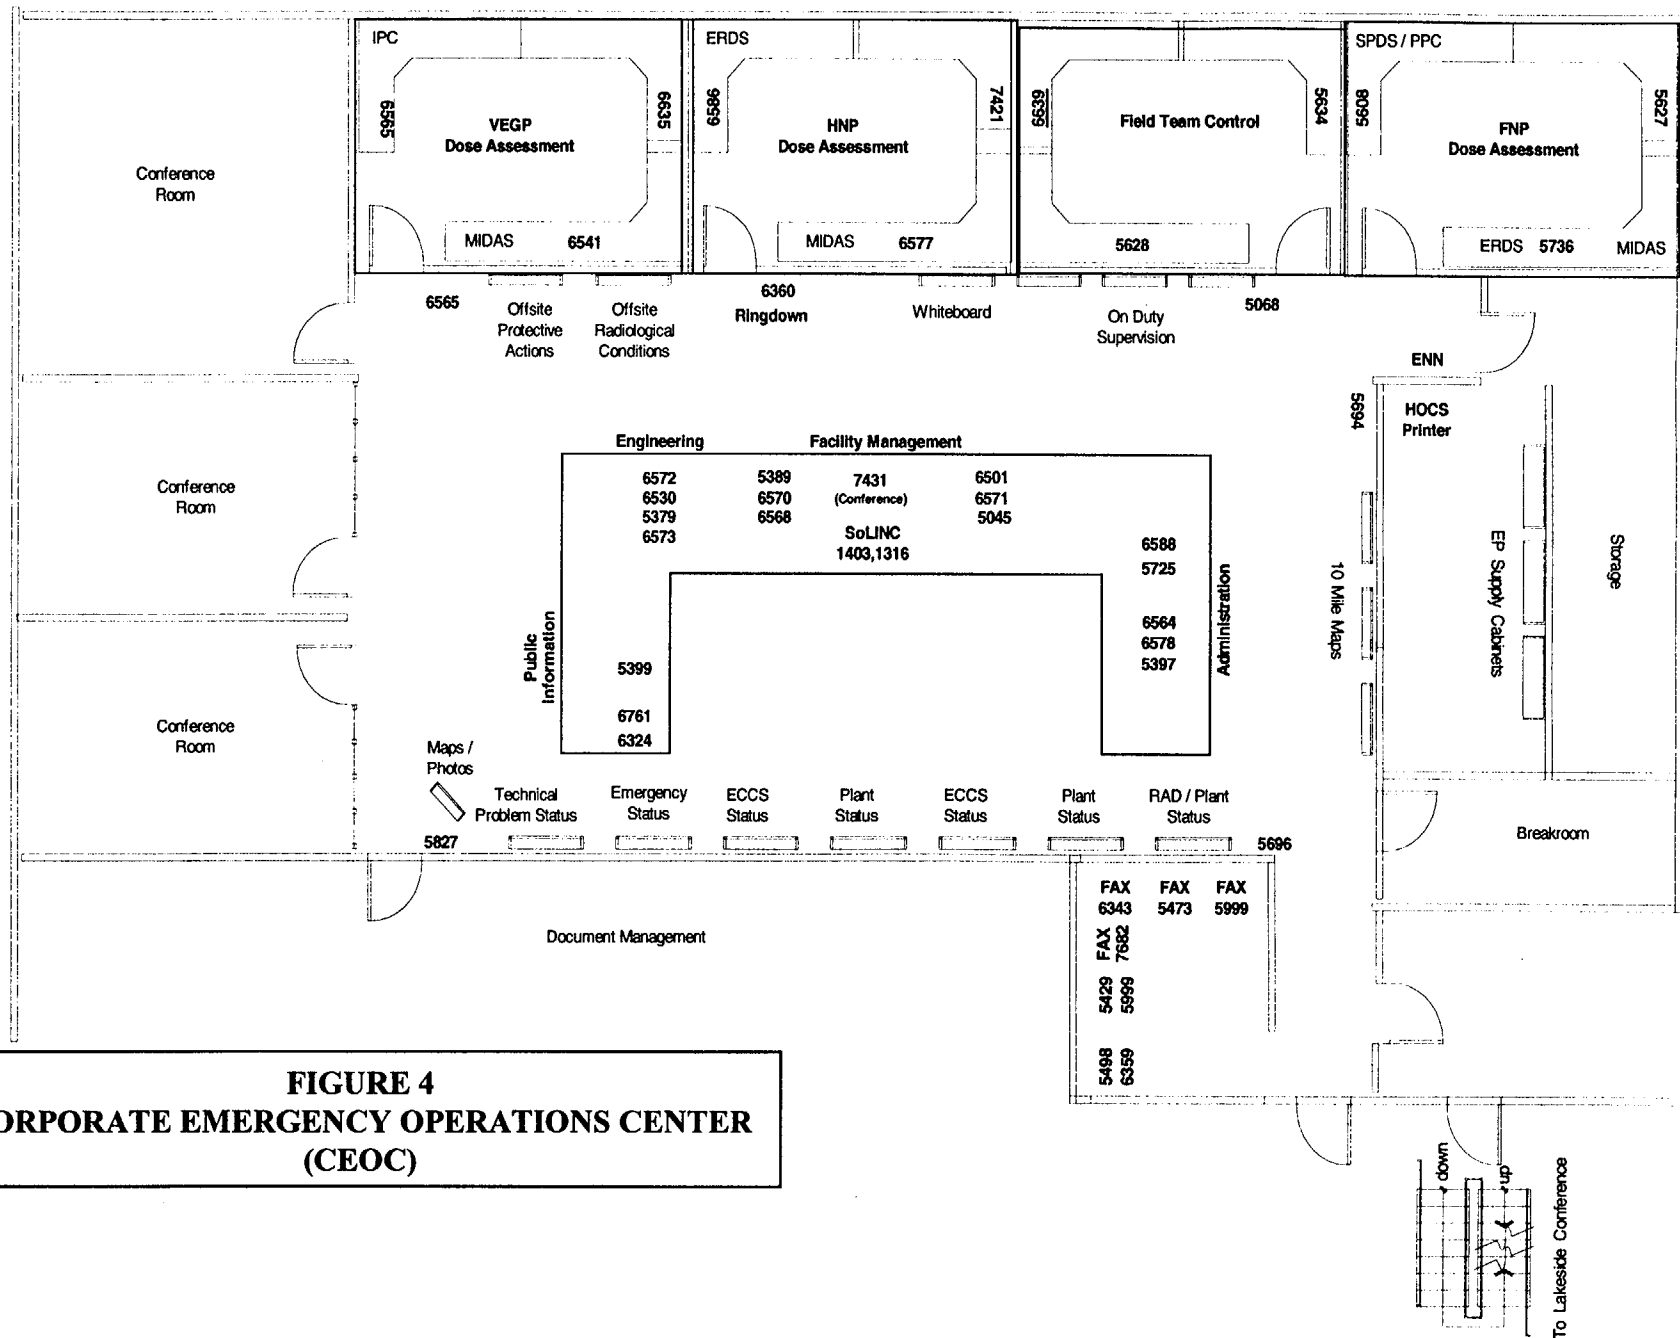 IPC
6565
VEGP
Dose Assessment
6635
MIDAS 6541
ERDS
9859
HNP
Dose Assessment
7421
MIDAS 6577
6399
Field Team Control
5634
5628
SPDS / PPC
8095
FNP
Dose Assessment
5627
ERDS 5736 MIDAS
Conference
Room
6565
Offsite
Protective
Actions
Offsite
Radiological
Conditions
6360
Ringdown
Whiteboard
On Duty
Supervision
5068
ENN
5694
HOCS
Printer
Conference
Room
Engineering
Facility Management
6572
6530
5379
6573
5389
6570
6568
7431
(Conference)
SoLINC
1403,1316
6501
6571
5045
6588
5725
6564
6578
5397
Administration
Public
Information
5399
6761
6324
10 Mile Maps
EP Supply Cabinets
Storage
Conference
Room
Maps /
Photos
5827
Technical
Problem Status
Emergency
Status
ECCS
Status
Plant
Status
ECCS
Status
Plant
Status
RAD / Plant
Status
5696
Breakroom
Document Management
FAX
6343
FAX
5473
FAX
5999
FAX
7682
5429
5999
5498
6359
FIGURE 4
ORPORATE EMERGENCY OPERATIONS CENTER
(CEOC)
down
up
To Lakeside Conference